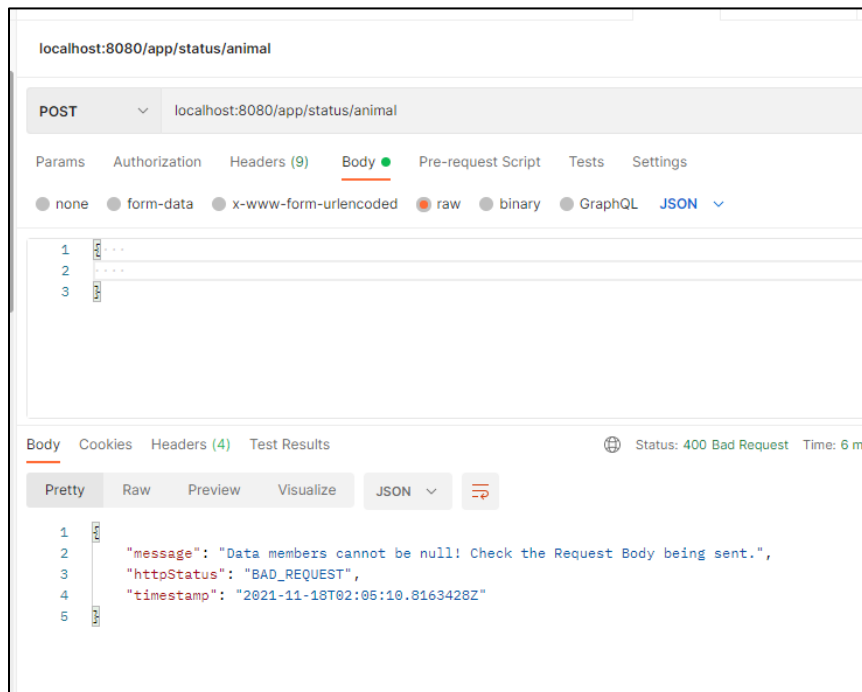 localhost:8080/app/status/animal
POST localhost:8080/app/status/animal
Params Authorization Headers (9) Body Pre-request Script Tests Settings
none form-data x-www-form-urlencoded raw binary GraphQL JSON
1 {
2
3 }
Body Cookies Headers (4) Test Results Status: 400 Bad Request Time: 6 m
Pretty Raw Preview Visualize JSON
1 {
2 "message": "Data members cannot be null! Check the Request Body being sent.",
3 "httpStatus": "BAD_REQUEST",
4 "timestamp": "2021-11-18T02:05:10.8163428Z"
5 }